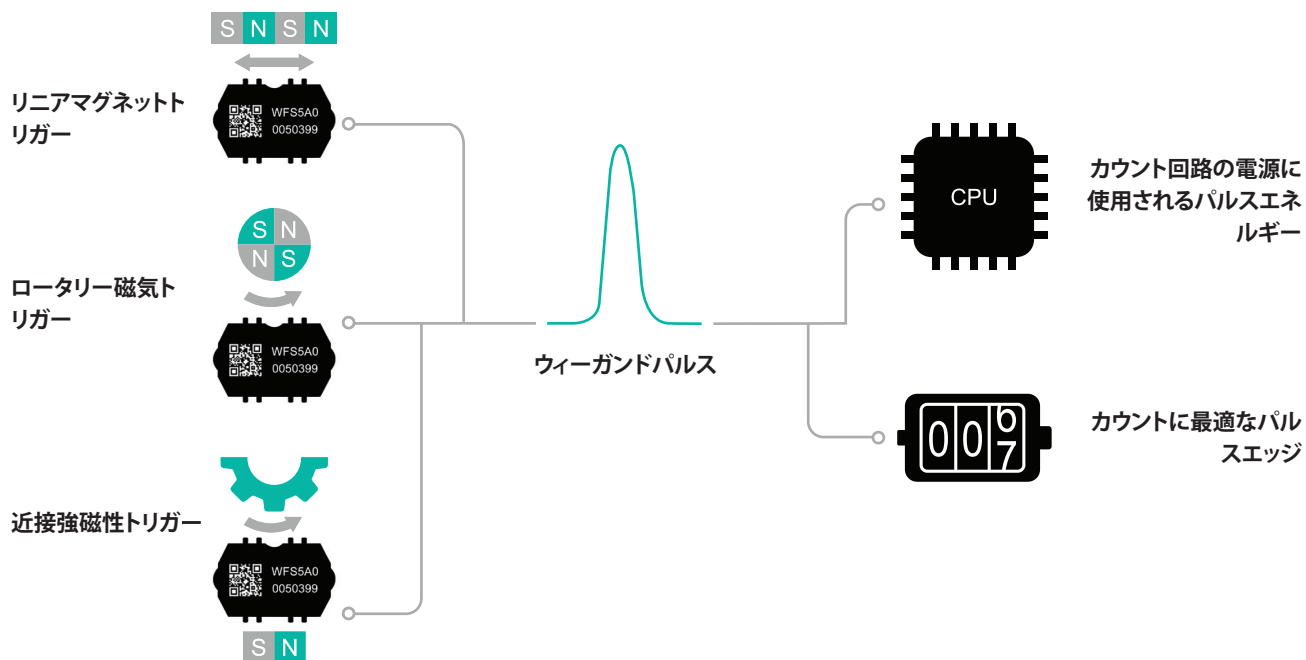 S N S N
リニアマグネットト
リガー
WFS5A0
0050399
S N
N S
ロータリー磁気ト
リガー
WFS5A0
0050399
近接強磁性トリガー
WFS5A0
0050399
S N
ウィーガンドパルス
CPU
カウント回路の電源に
使用されるパルスエネ
ルギー
0 0 6
7
カウントに最適なパル
スエッジ